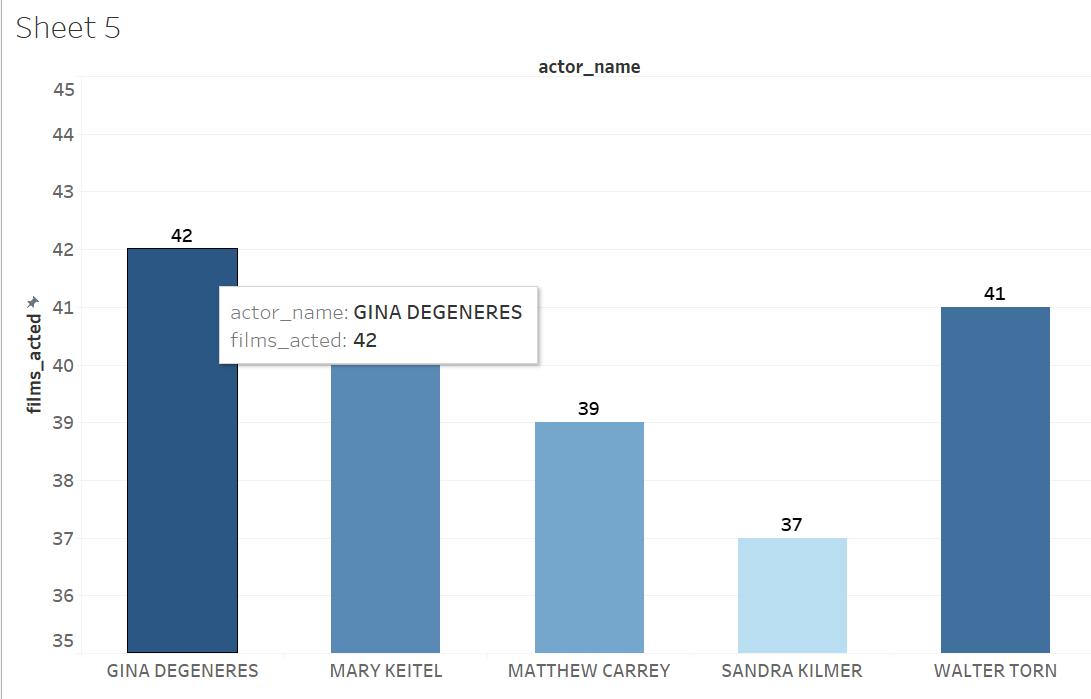 Sheet 5
actor_name
45
44
43
42
41
40
39
38
37
36
35
films_acted
42
39
37
41
actor_name: GINA DEGENERES
films_acted: 42
GINA DEGENERES
MARY KEITEL
MATTHEW CARREY
SANDRA KILMER
WALTER TORN